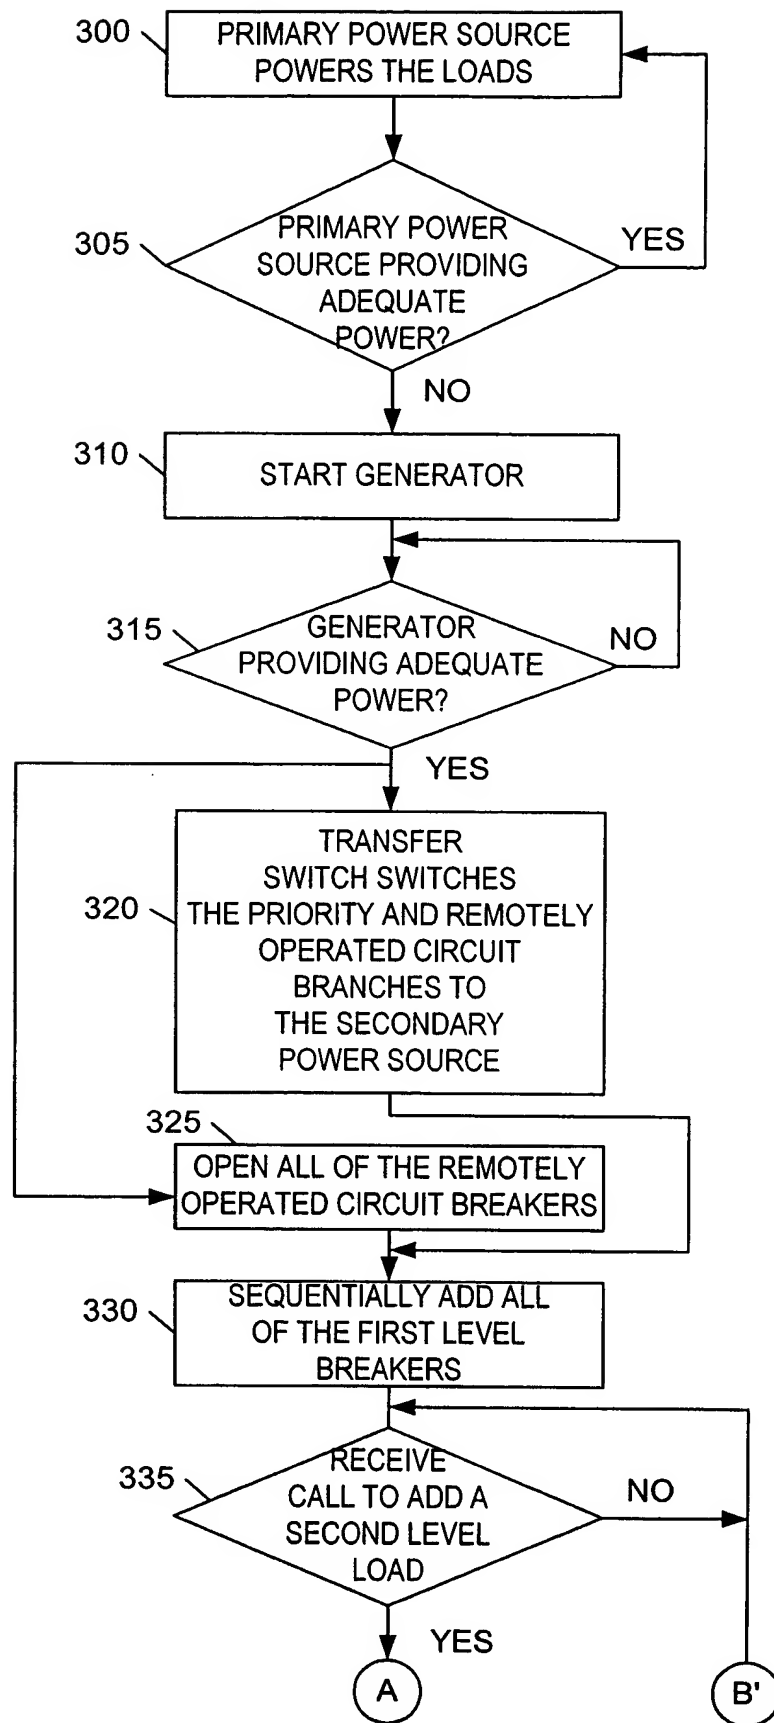 300
PRIMARY POWER SOURCE
POWERS THE LOADS
305
PRIMARY POWER
SOURCE PROVIDING
ADEQUATE
POWER?
YES
NO
310
START GENERATOR
315
GENERATOR
PROVIDING ADEQUATE
POWER?
NO
YES
320
TRANSFER
SWITCH SWITCHES
THE PRIORITY AND REMOTELY
OPERATED CIRCUIT
BRANCHES TO
THE SECONDARY
POWER SOURCE
325
OPEN ALL OF THE REMOTELY
OPERATED CIRCUIT BREAKERS
330
SEQUENTIALLY ADD ALL
OF THE FIRST LEVEL
BREAKERS
335
RECEIVE
CALL TO ADD A
SECOND LEVEL
LOAD
NO
YES
A
B'